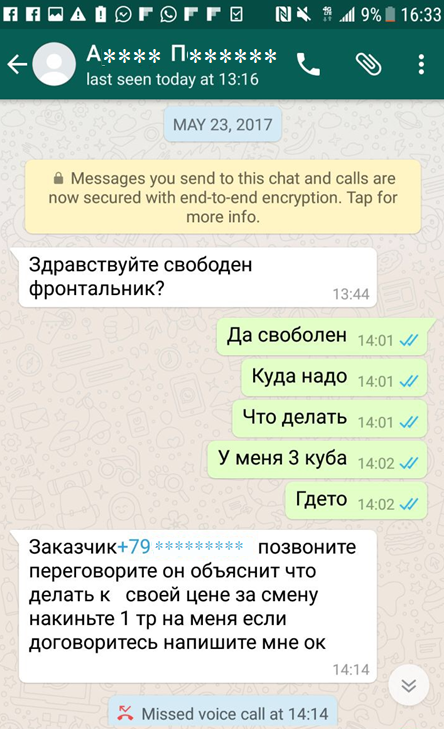 9% 16:33
А**** П******
last seen today at 13:16
MAY 23, 2017
Messages you send to this chat and calls are
now secured with end-to-end encryption. Tap for
more info.
Здравствуйте свободен
фронтальник?
13:44
Да своболен 14:01
Куда надо 14:01
Что делать 14:01
У меня 3 куба 14:02
Гдето 14:02
Заказчик+79 ********* позвоните
переговорите он объяснит что
делать к своей цене за смену
накиньте 1 тр на меня если
договоритесь напишите мне ок
14:14
Missed voice call at 14:14